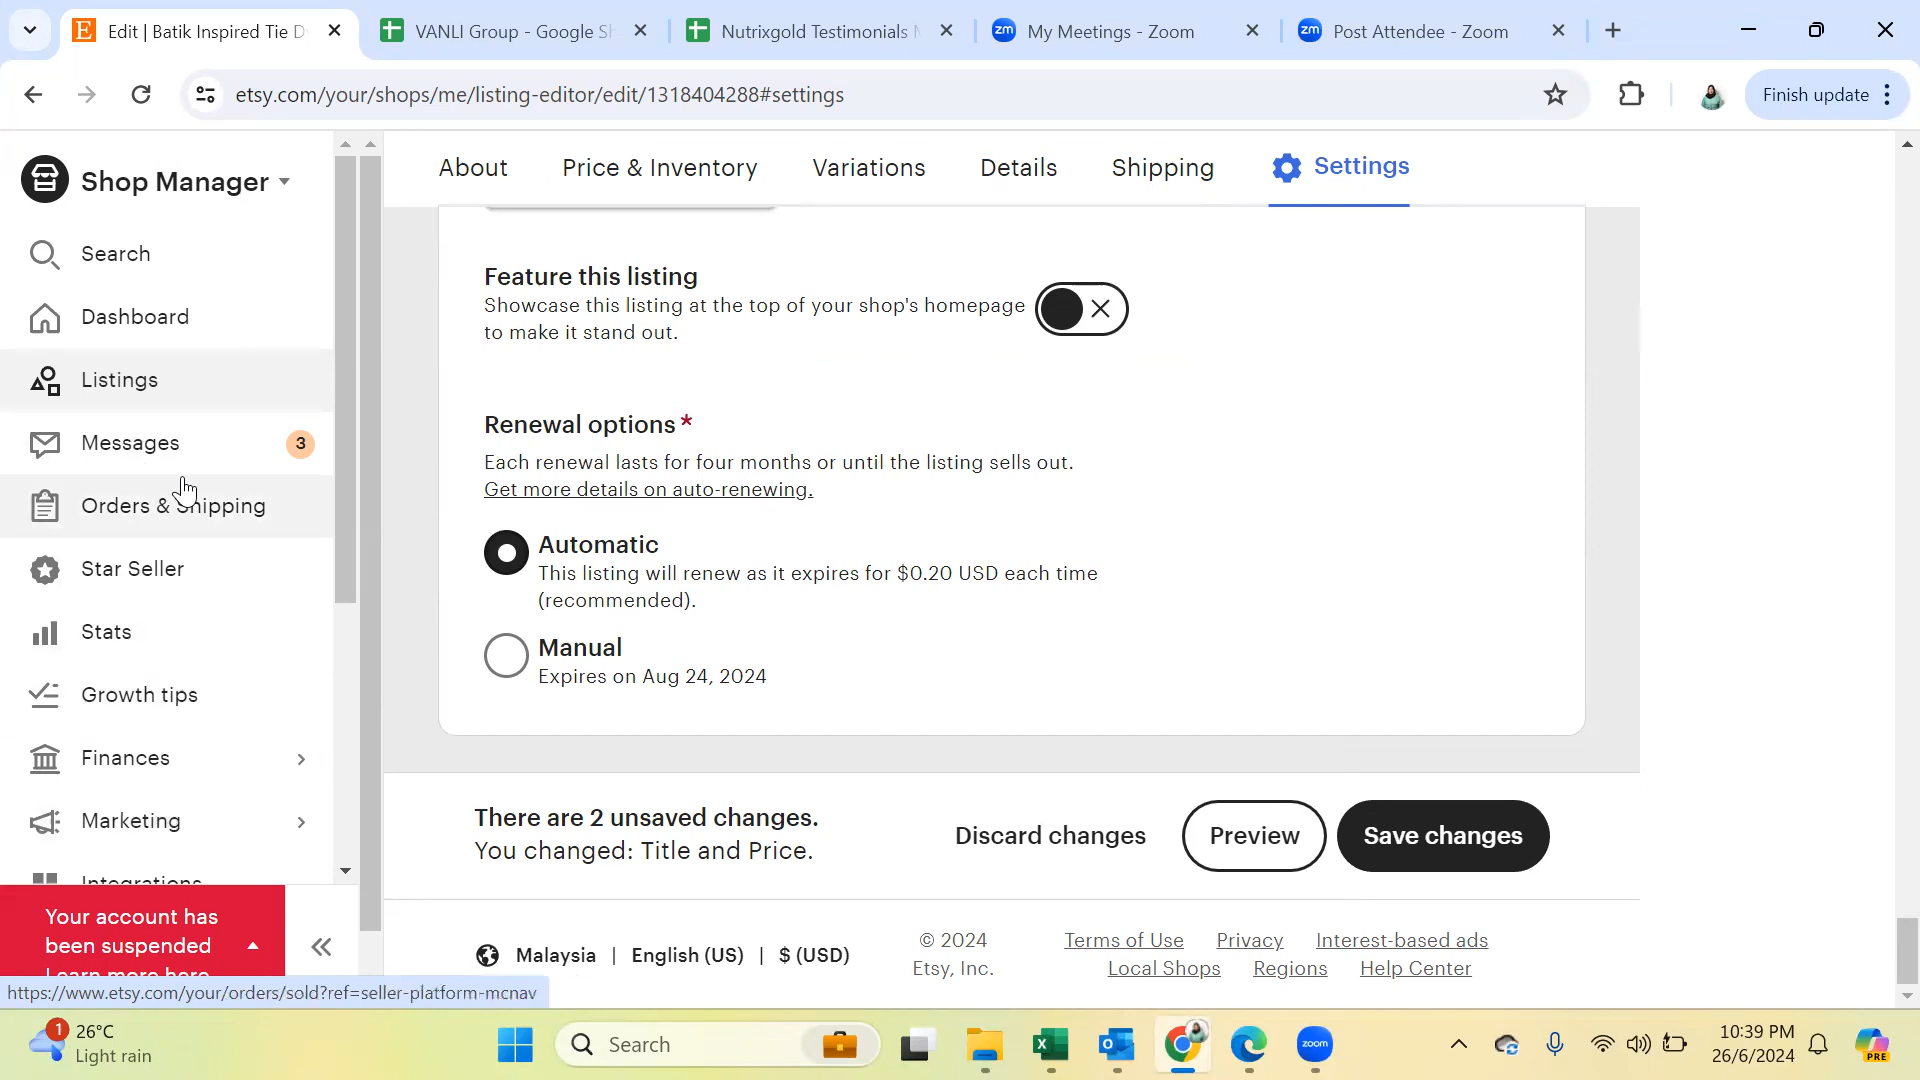 Edit | Batik Inspired Tie D
VANLI Group - Google Sh
Nutrixgold Testimonials
My Meetings - Zoom
Post Attendee - Zoom
etsy.com/your/shops/me/listing-editor/edit/1318404288#settings
Finish update
Shop Manager
Search
Dashboard
Listings
Messages
3
Orders & Shipping
Star Seller
Stats
Growth tips
Finances
Marketing
Integrations
Your account has
been suspended
Learn more here
https://www.etsy.com/your/orders/sold?ref=seller-platform-mcnav
About
Price & Inventory
Variations
Details
Shipping
Settings
Feature this listing
Showcase this listing at the top of your shop's homepage
to make it stand out.
Renewal options *
Each renewal lasts for four months or until the listing sells out.
Get more details on auto-renewing.
Automatic
This listing will renew as it expires for $0.20 USD each time
(recommended).
Manual
Expires on Aug 24, 2024
There are 2 unsaved changes.
You changed: Title and Price.
Discard changes
Preview
Save changes
Malaysia | English (US) | $ (USD)
© 2024
Etsy, Inc.
Terms of Use Privacy Interest-based ads
Local Shops Regions Help Center
1
26°C
Light rain
Search
zoom
10:39 PM
26/6/2024
PRE